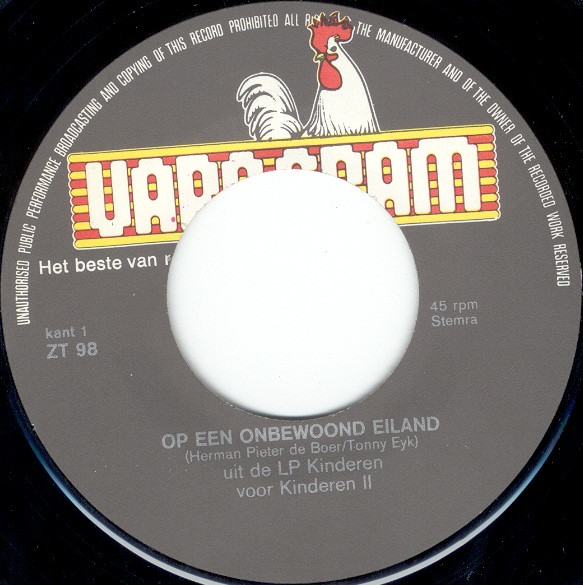 UNAUTHORISED PUBLIC PERFORMANCE BROADCASTING AND COPYING OF THIS RECORD PROHIBITED ALL THE MANUFACTURER AND OF THE OWNER OF THE RECORDED WORK RESERVED
Het beste van
kant 1
ZT 98
45 rpm
Stemra
OP EEN ONBEWOOND EILAND
(Herman Pieter de Boer/Tonny Eyk)
uit de LP Kinderen
voor Kinderen II